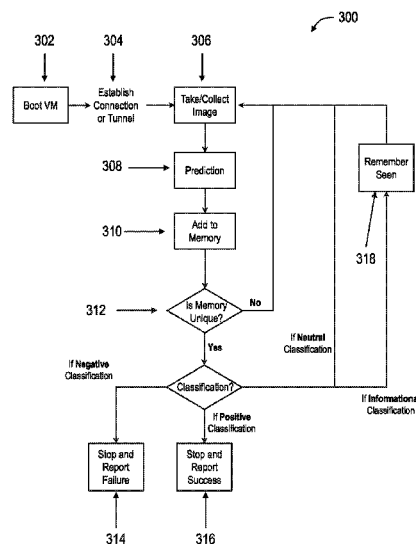 300
302
304
306
Boot VM
Establish
Connection
or Tunnel
Take/Collect
Image
308
Prediction
Remember
Seen
310
Add to
Memory
318
312
Is Memory
Unique?
No
Yes
If Neutral
Classification
If Negative
Classification
Classification?
If Informational
Classification
If Positive
Classification
Stop and
Report
Failure
Stop and
Report
Success
314
316